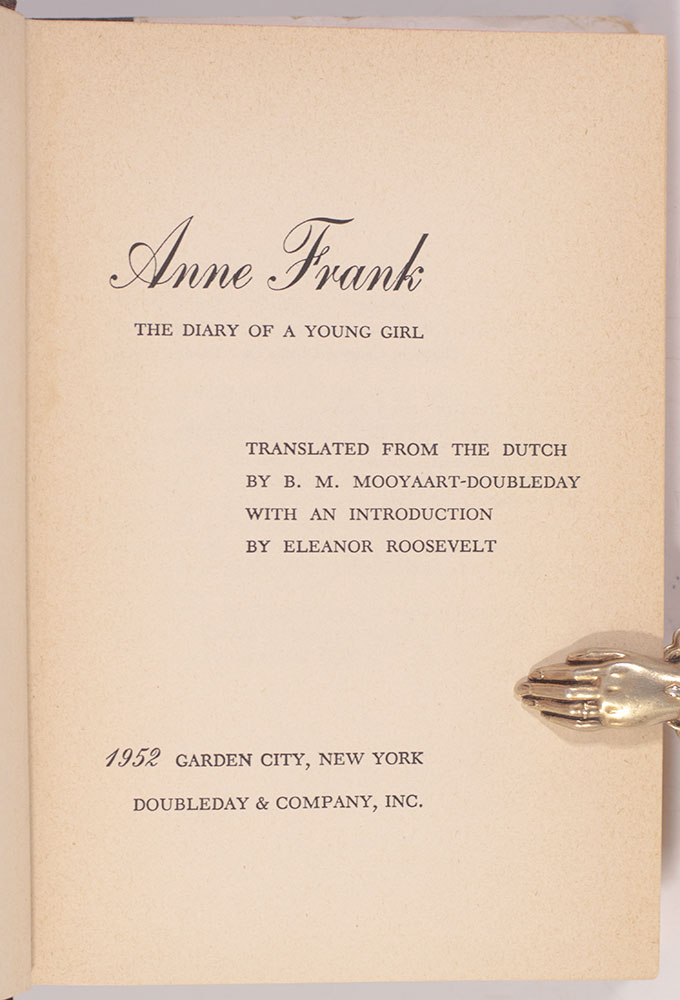 Anne Frank
THE DIARY OF A YOUNG GIRL
TRANSLATED FROM THE DUTCH
BY B. M. MOOYAART-DOUBLEDAY
WITH AN INTRODUCTION
BY ELEANOR ROOSEVELT
1952 GARDEN CITY, NEW YORK
DOUBLEDAY & COMPANY, INC.